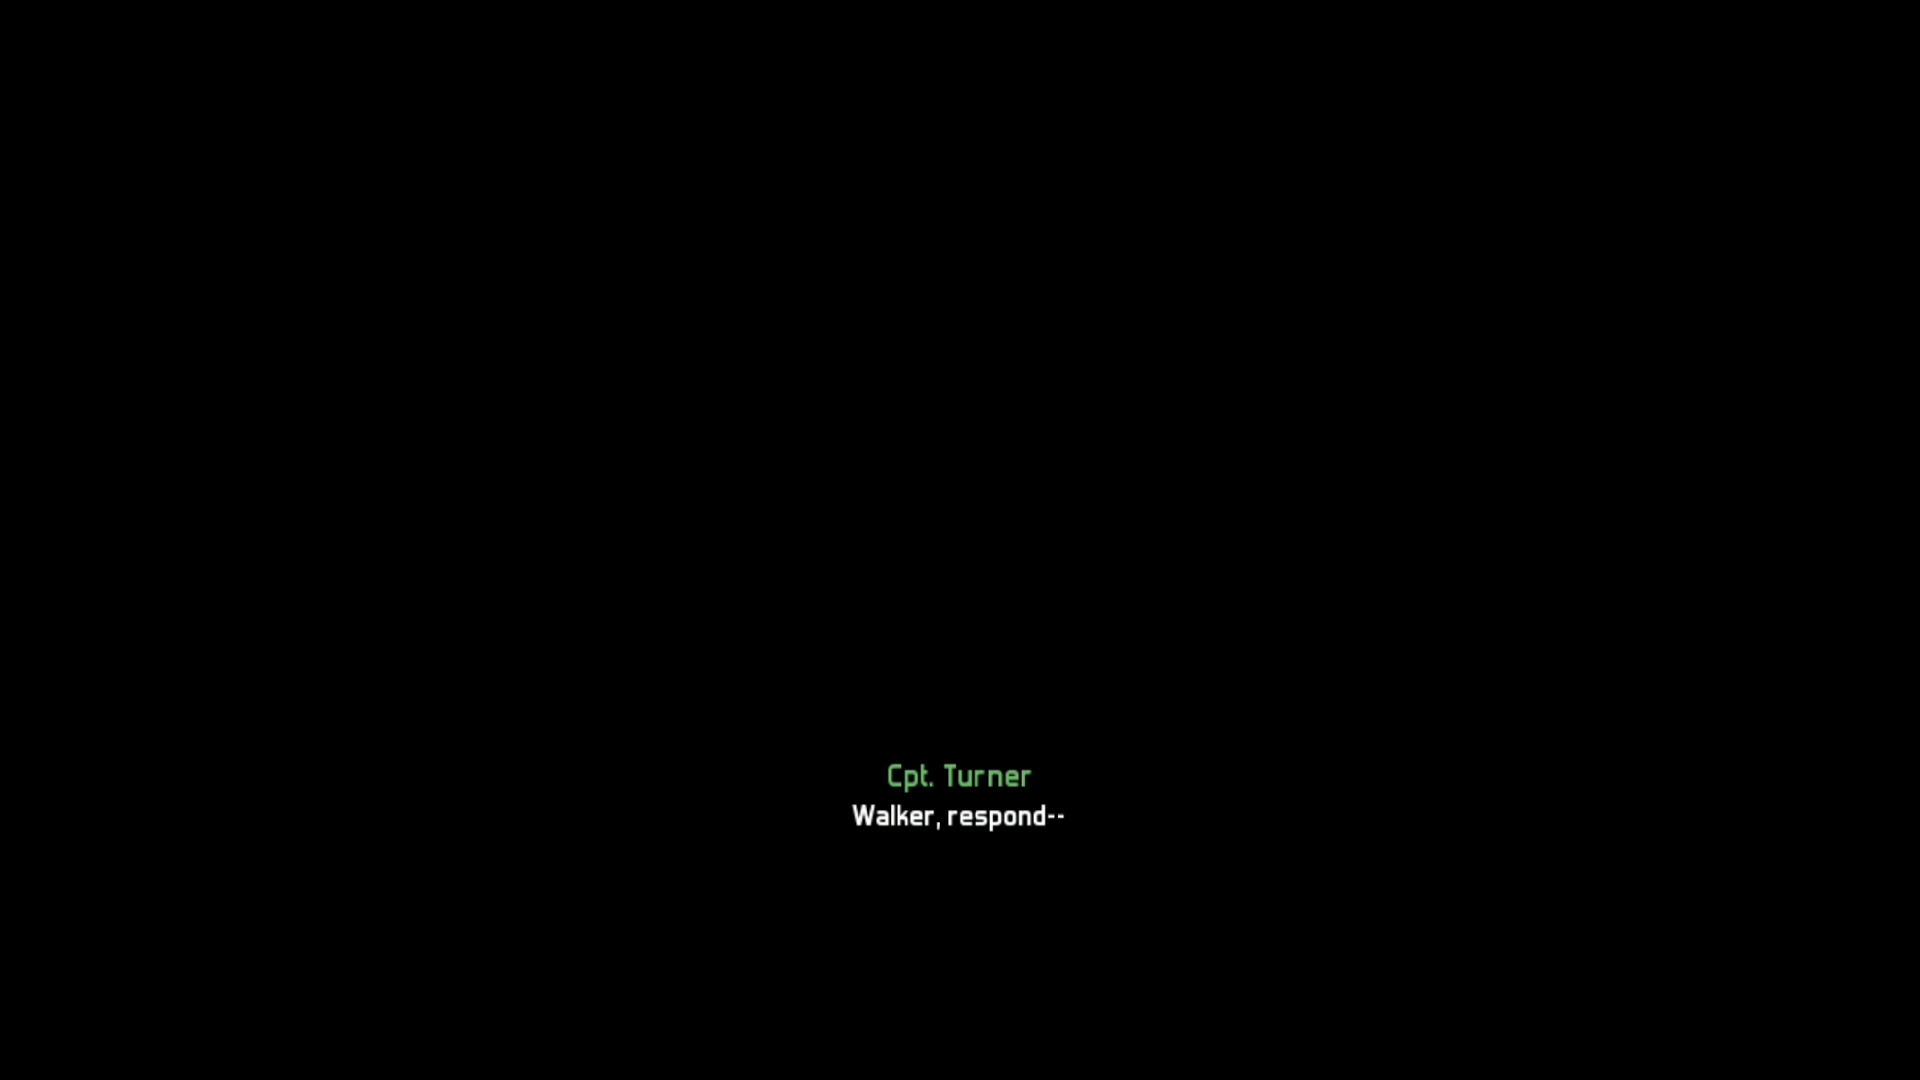 Cpt. Turner
Walker, respond--